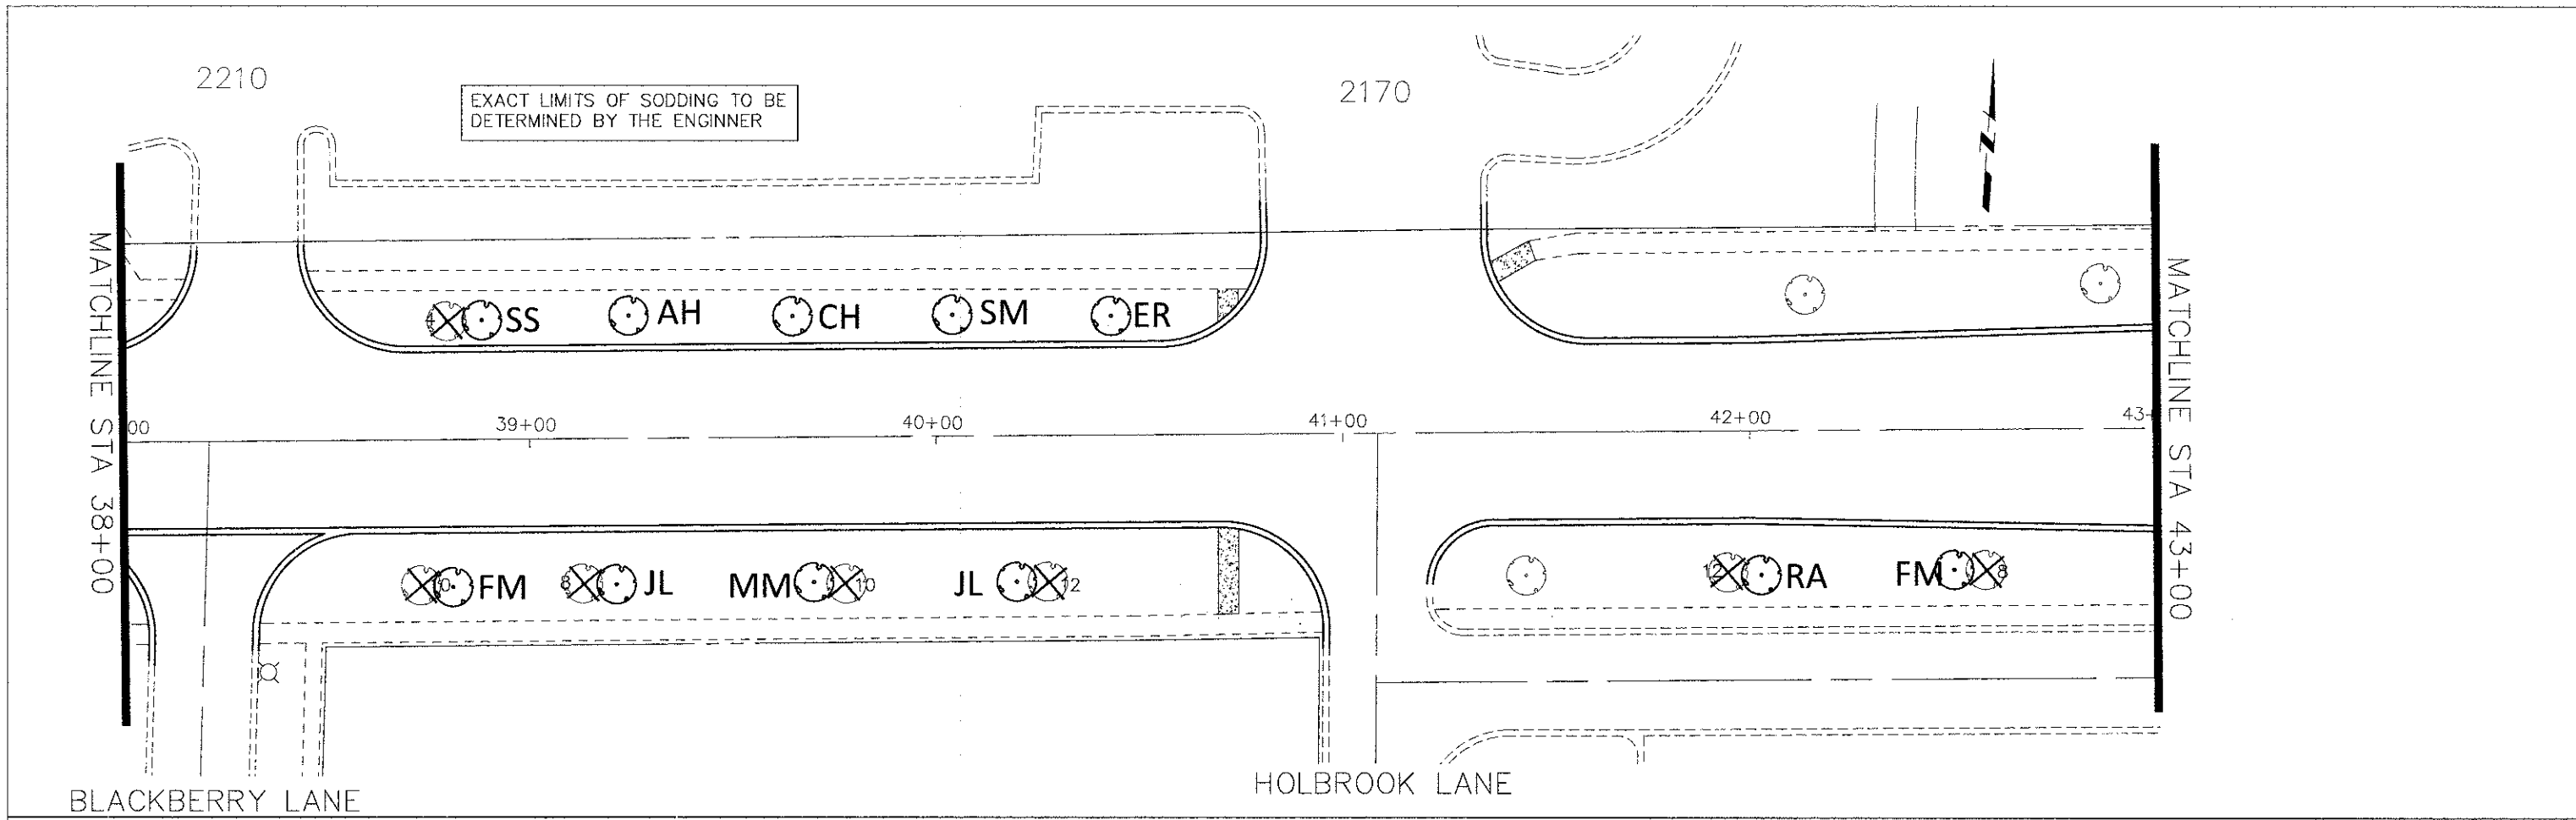 2210
EXACT LIMITS OF SODDING TO BE
DETERMINED BY THE ENGINNER
2170
MATCHLINE STA 38+00
MATCHLINE STA 43+00
4 SS AH CH SM ER
00 39+00 40+00 41+00 42+00 43+
10 FM 8 JL MM 10 JL 12 12 RA FM 8
BLACKBERRY LANE
HOLBROOK LANE